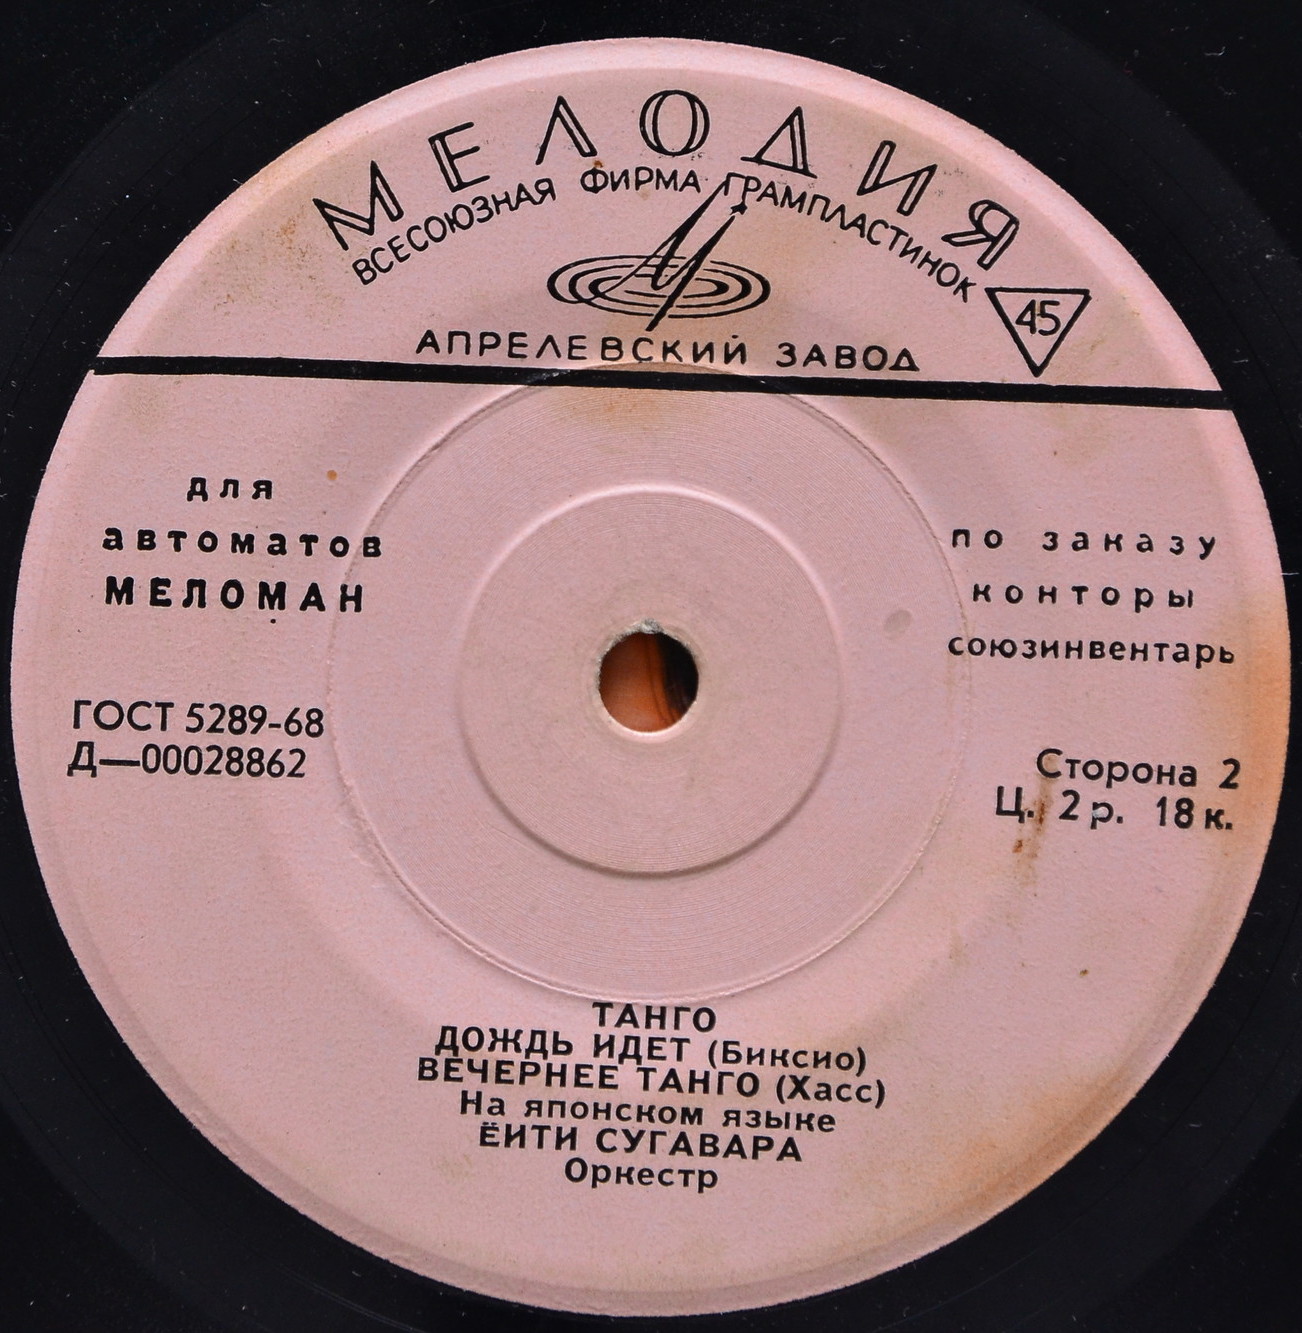 МЕЛОДИЯ
ВСЕСОЮЗНАЯ ФИРМА ГРАМПЛАСТИНОК
45
АПРЕЛЕВСКИЙ ЗАВОД
для
автоматов
МЕЛОМАН
по заказу
конторы
союзинвентарь
ГОСТ 5289-68
Д—00028862
Сторона 2
Ц. 2 р. 18 к.
ТАНГО
ДОЖДЬ ИДЕТ (Биксио)
ВЕЧЕРНЕЕ ТАНГО (Хасс)
На японском языке
ЁИТИ СУГАВАРА
Оркестр